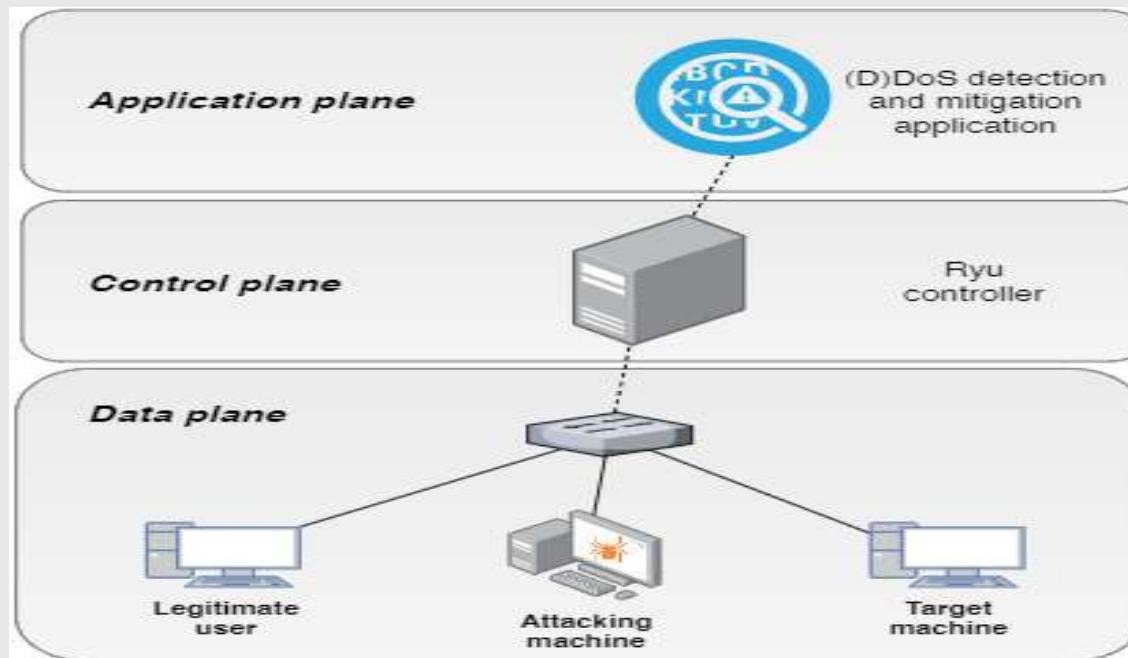 Application plane
BCD
(D)DoS detection
and mitigation
application
Control plane
Ryu
controller
Data plane
Legitimate
user
Attacking
machine
Target
machine